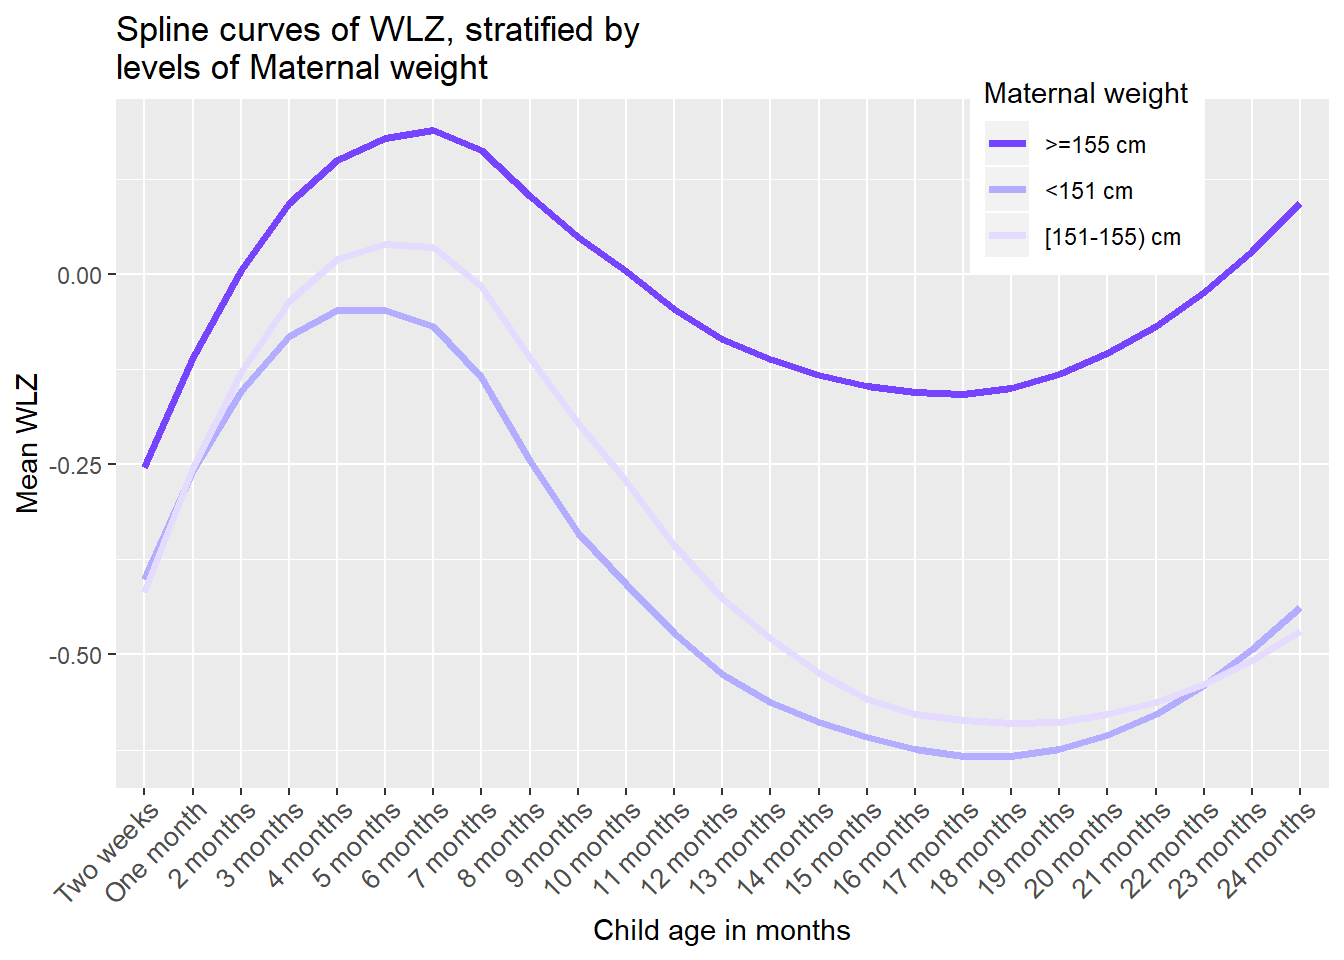 Spline curves of WLZ, stratified by
levels of Maternal weight
Maternal weight
>=155 cm
<151 cm
[151-155) cm
Mean WLZ
0.00
-0.25
-0.50
Two weeks
One month
2 months
3 months
4 months
5 months
6 months
7 months
8 months
9 months
10 months
11 months
12 months
13 months
14 months
15 months
16 months
17 months
18 months
19 months
20 months
21 months
22 months
23 months
24 months
Child age in months